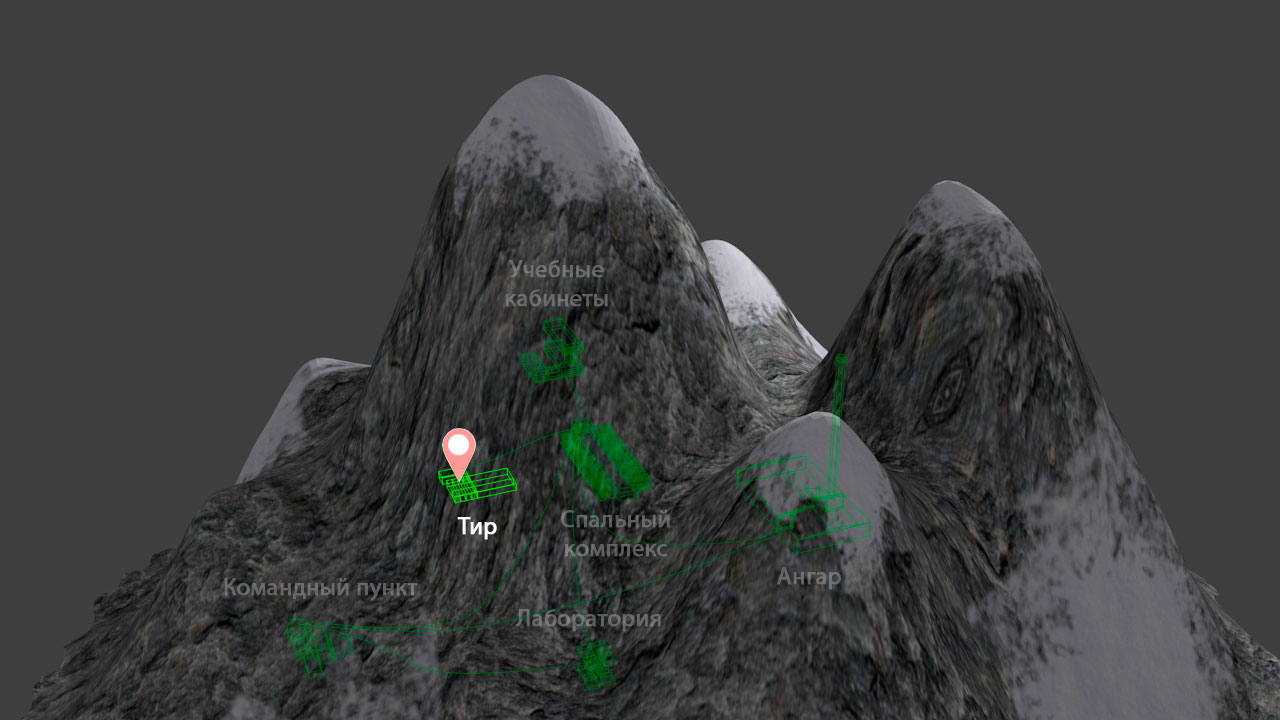 Учебные
кабинеты
Тир
Спальный
комплекс
Ангар
Командный пункт
Лаборатория